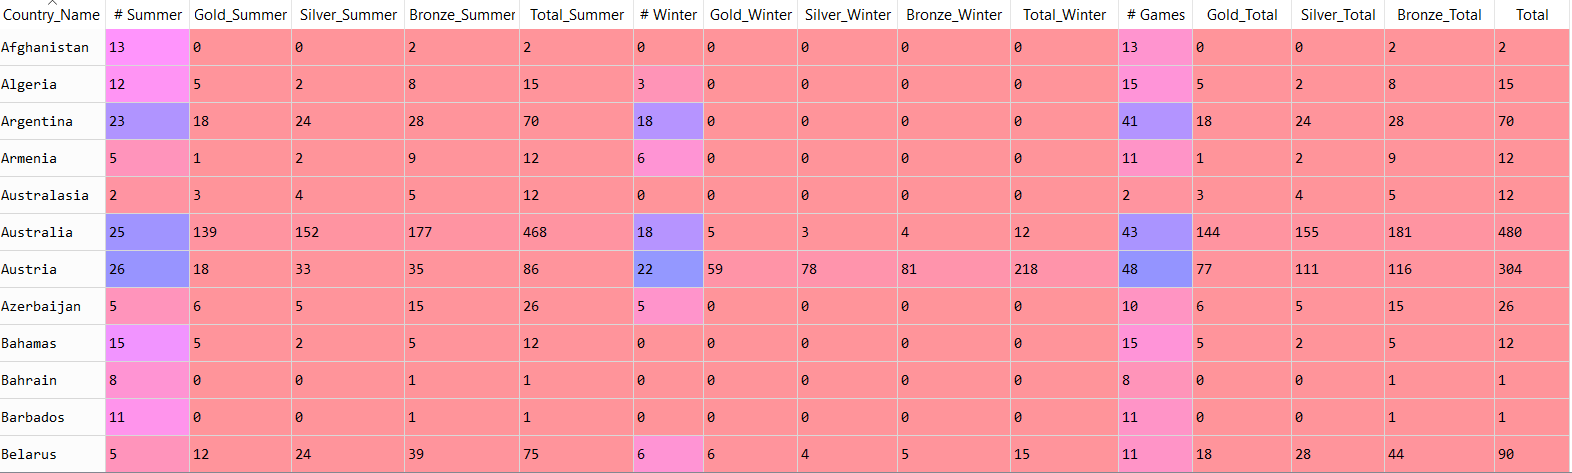 Country_Name # Summer Gold_Summer Silver_Summer Bronze_Summer Total_Summer # Winter Gold_Winter Silver_Winter Bronze_Winter Total_Winter # Games Gold_Total Silver_Total Bronze_Total Total
Afghanistan 13 0 0 2 2 0 0 0 0 0 13 0 0 2 2
Algeria 12 5 2 8 15 3 0 0 0 0 15 5 2 8 15
Argentina 23 18 24 28 70 18 0 0 0 0 41 18 24 28 70
Armenia 5 1 2 9 12 6 0 0 0 0 11 1 2 9 12
Australasia 2 3 4 5 12 0 0 0 0 0 2 3 4 5 12
Australia 25 139 152 177 468 18 5 3 4 12 43 144 155 181 480
Austria 26 18 33 35 86 22 59 78 81 218 48 77 111 116 304
Azerbaijan 5 6 5 15 26 5 0 0 0 0 10 6 5 15 26
Bahamas 15 5 2 5 12 0 0 0 0 0 15 5 2 5 12
Bahrain 8 0 0 1 1 0 0 0 0 0 8 0 0 1 1
Barbados 11 0 0 1 1 0 0 0 0 0 11 0 0 1 1
Belarus 5 12 24 39 75 6 6 4 5 15 11 18 28 44 90